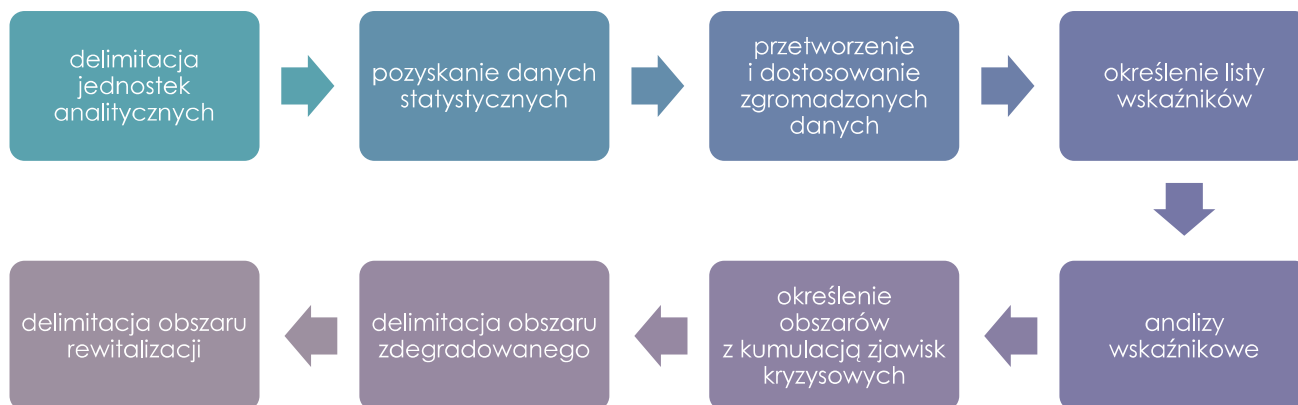 delimitacja
jednostek
analitycznych
pozyskanie danych
statystycznych
przetworzenie
i dostosowanie
zgromadzonych
danych
określenie listy
wskaźników
analizy
wskaźnikowe
określenie
obszarów
z kumulacją zjawisk
kryzysowych
delimitacja obszaru
zdegradowanego
delimitacja obszaru
rewitalizacji